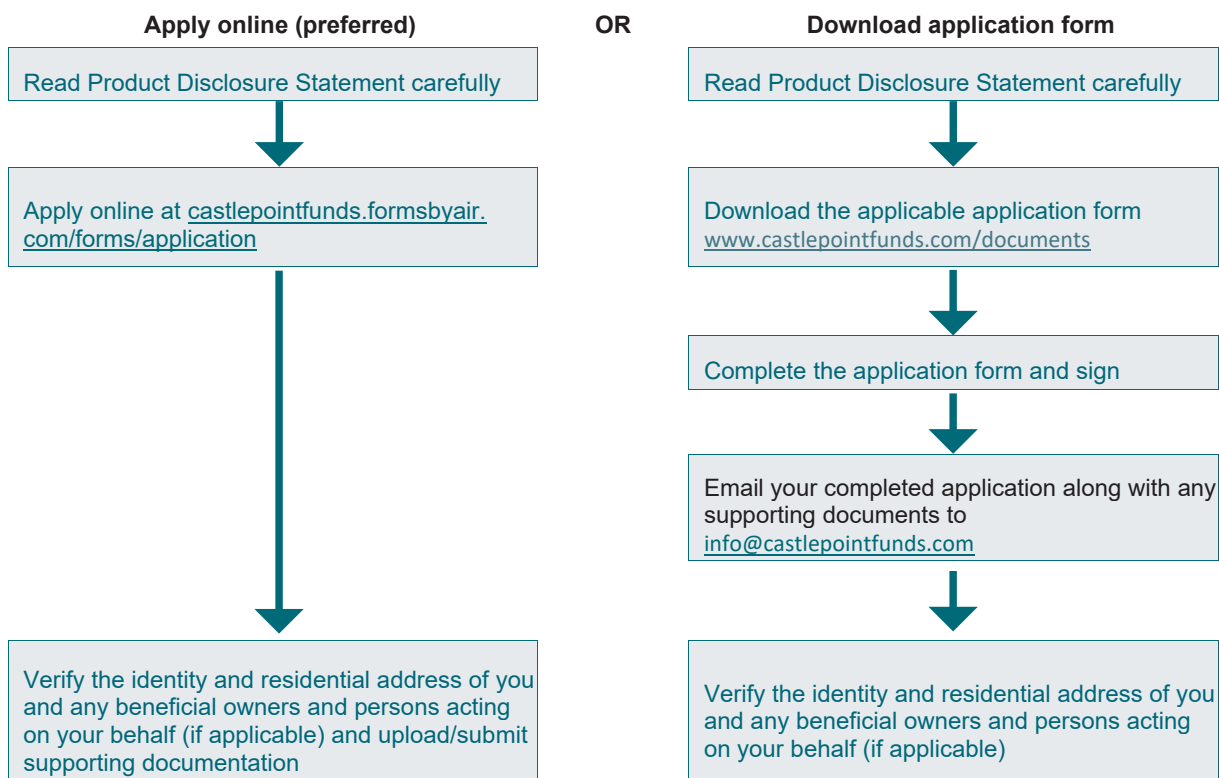 Apply online (preferred)
OR
Download application form
Read Product Disclosure Statement carefully
Apply online at castlepointfunds.formsbyair.
com/forms/application
Verify the identity and residential address of you
and any beneficial owners and persons acting
on your behalf (if applicable) and upload/submit
supporting documentation
Read Product Disclosure Statement carefully
Download the applicable application form
www.castlepointfunds.com/documents
Complete the application form and sign
Email your completed application along with any
supporting documents to
info@castlepointfunds.com
Verify the identity and residential address of you
and any beneficial owners and persons acting
on your behalf (if applicable)